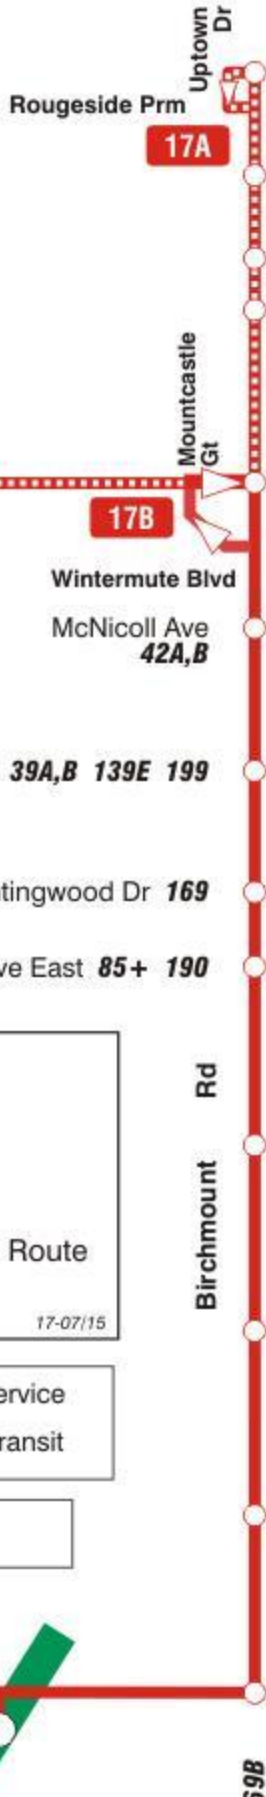 Uptown
Dr
Rougeside Prm
17A
Mountcastle
Gt
17B
Wintermute Blvd
McNicoll Ave
42A,B
39A,B 139E 199
tingwood Dr 169
ve East 85+ 190
Birchmount Rd
Route
17-07/15
ervice
ransit
69B